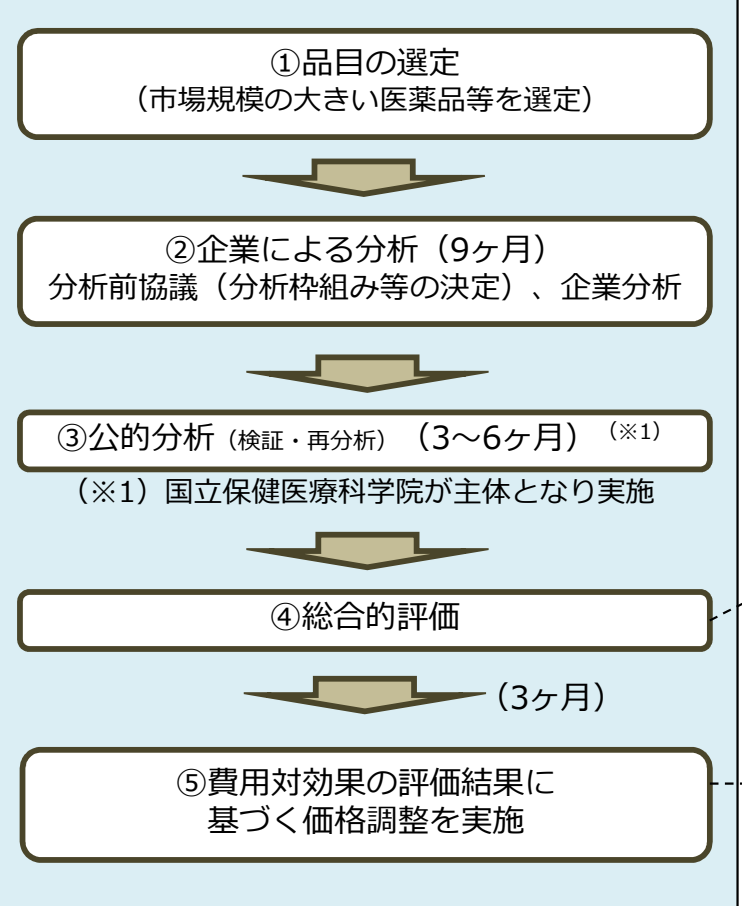 ①品目の選定
（市場規模の大きい医薬品等を選定）
②企業による分析（9ヶ月）
分析前協議（分析枠組み等の決定）、企業分析
③公的分析（検証・再分析）（3～6ヶ月）（※1）
（※1）国立保健医療科学院が主体となり実施
④総合的評価
（3ヶ月）
⑤費用対効果の評価結果に
基づく価格調整を実施